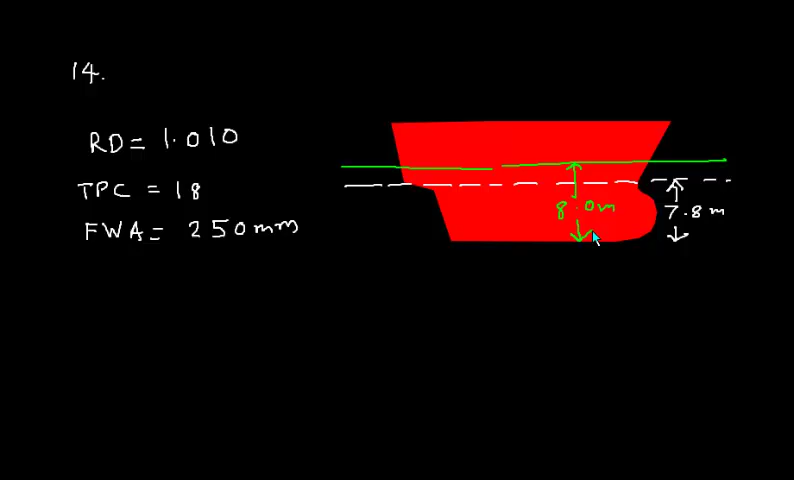 14.
RD = 1.010
TPC = 18
FWA = 250mm
8.0m
7.8m